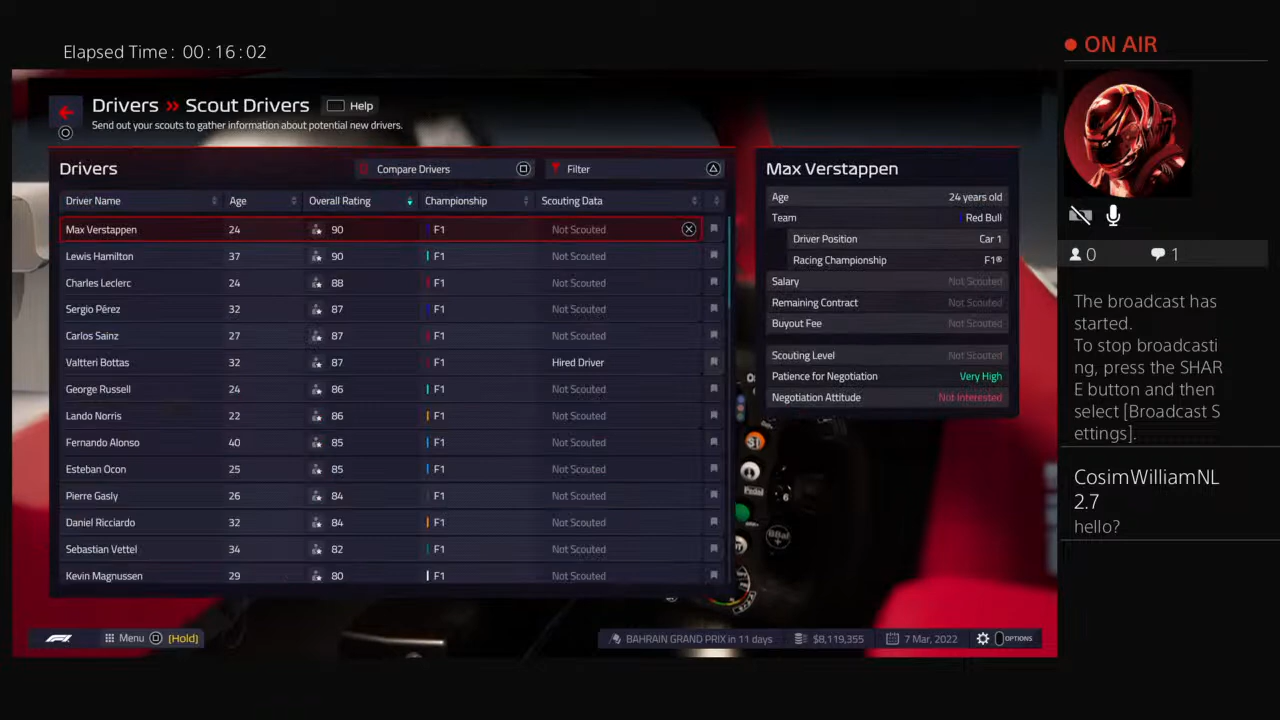 Elapsed Time: 00:16:02
ON AIR
Drivers >> Scout Drivers Help
Send out your scouts to gather information about potential new drivers.
Drivers Compare Drivers Filter
Driver Name Age Overall Rating Championship Scouting Data
Max Verstappen 24 90 F1 Not Scouted
Lewis Hamilton 37 90 F1 Not Scouted
Charles Leclerc 24 88 F1 Not Scouted
Sergio Pérez 32 87 F1 Not Scouted
Carlos Sainz 27 87 F1 Not Scouted
Valtteri Bottas 32 87 F1 Hired Driver
George Russell 24 86 F1 Not Scouted
Lando Norris 22 86 F1 Not Scouted
Fernando Alonso 40 85 F1 Not Scouted
Esteban Ocon 25 85 F1 Not Scouted
Pierre Gasly 26 84 F1 Not Scouted
Daniel Ricciardo 32 84 F1 Not Scouted
Sebastian Vettel 34 82 F1 Not Scouted
Kevin Magnussen 29 80 F1 Not Scouted
Max Verstappen
Age 24 years old
Team Red Bull
Driver Position Car 1
Racing Championship F1®
Salary Not Scouted
Remaining Contract Not Scouted
Buyout Fee Not Scouted
Scouting Level Not Scouted
Patience for Negotiation Very High
Negotiation Attitude Not Interested
Menu (Hold)
BAHRAIN GRAND PRIX in 11 days $8,119,355 7 Mar, 2022 OPTIONS
0 1
The broadcast has
started.
To stop broadcasti
ng, press the SHAR
E button and then
select [Broadcast S
ettings].
CosimWilliamNL
2.7
hello?